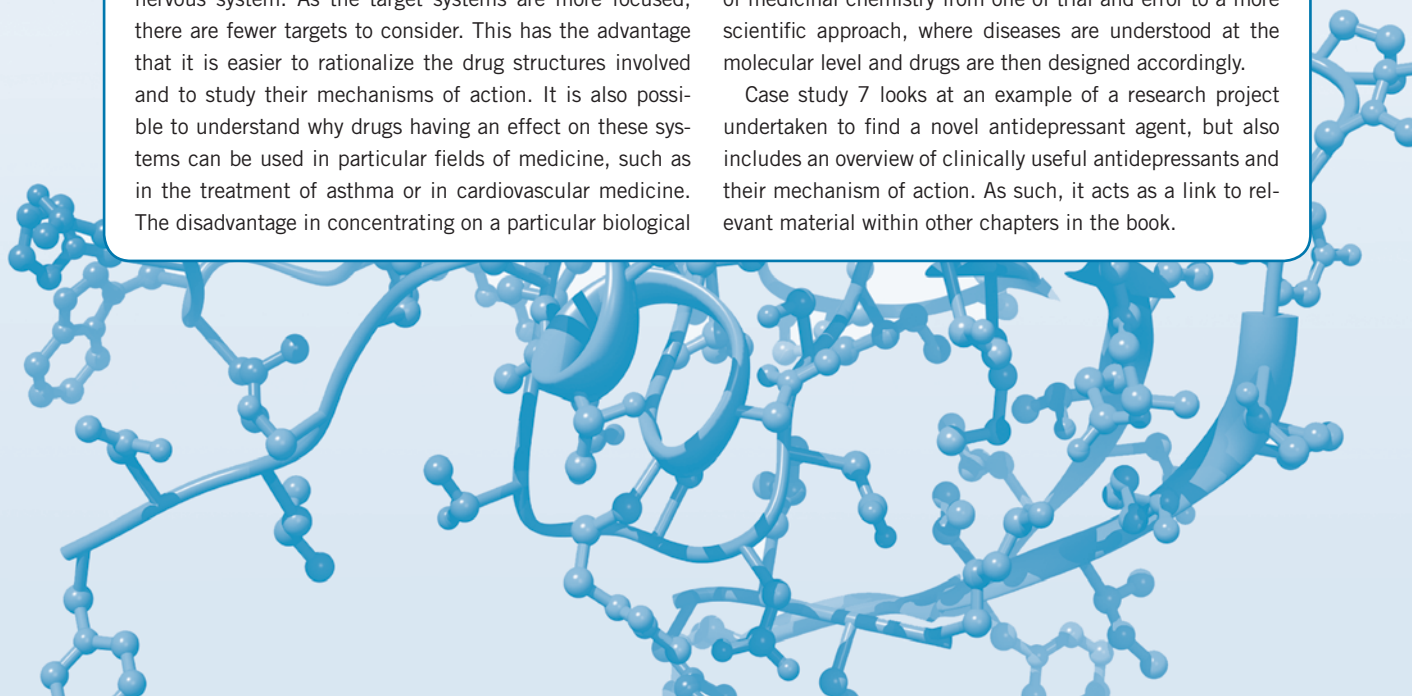 nervous system. As the target systems are more focused,
there are fewer targets to consider. This has the advantage
that it is easier to rationalize the drug structures involved
and to study their mechanisms of action. It is also possi-
ble to understand why drugs having an effect on these sys-
tems can be used in particular fields of medicine, such as
in the treatment of asthma or in cardiovascular medicine.
The disadvantage in concentrating on a particular biological
of medicinal chemistry from one of trial and error to a more
scientific approach, where diseases are understood at the
molecular level and drugs are then designed accordingly.
Case study 7 looks at an example of a research project
undertaken to find a novel antidepressant agent, but also
includes an overview of clinically useful antidepressants and
their mechanism of action. As such, it acts as a link to rel-
evant material within other chapters in the book.